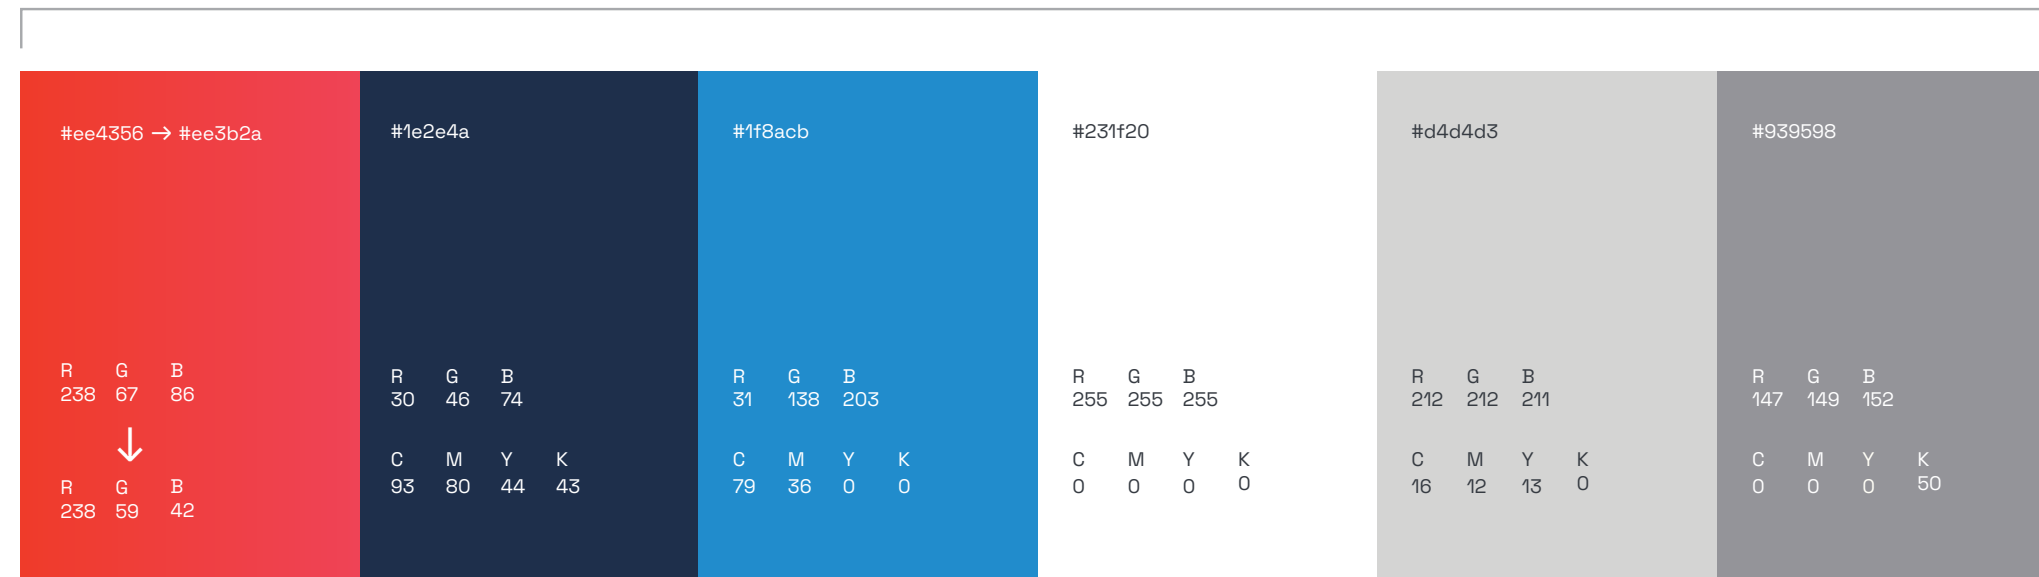 #ee4356 → #ee3b2a
R G B
238 67 86
↓
R G B
238 59 42
#1e2e4a
R G B
30 46 74
C M Y K
93 80 44 43
#1f8acb
R G B
31 138 203
C M Y K
79 36 0 0
#231f20
R G B
255 255 255
C M Y K
0 0 0 0
#d4d4d3
R G B
212 212 211
C M Y K
16 12 13 0
#939598
R G B
147 149 152
C M Y K
0 0 0 50